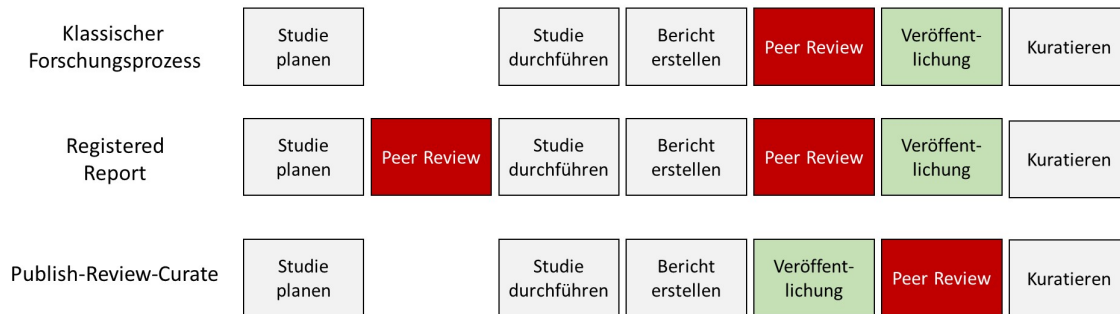 Klassischer
Forschungsprozess
Studie
planen
Studie
durchführen
Bericht
erstellen
Peer Review
Veröffent-
lichung
Kuratieren
Registered
Report
Studie
planen
Peer Review
Studie
durchführen
Bericht
erstellen
Peer Review
Veröffent-
lichung
Kuratieren
Publish-Review-Curate
Studie
planen
Studie
durchführen
Bericht
erstellen
Veröffent-
lichung
Peer Review
Kuratieren